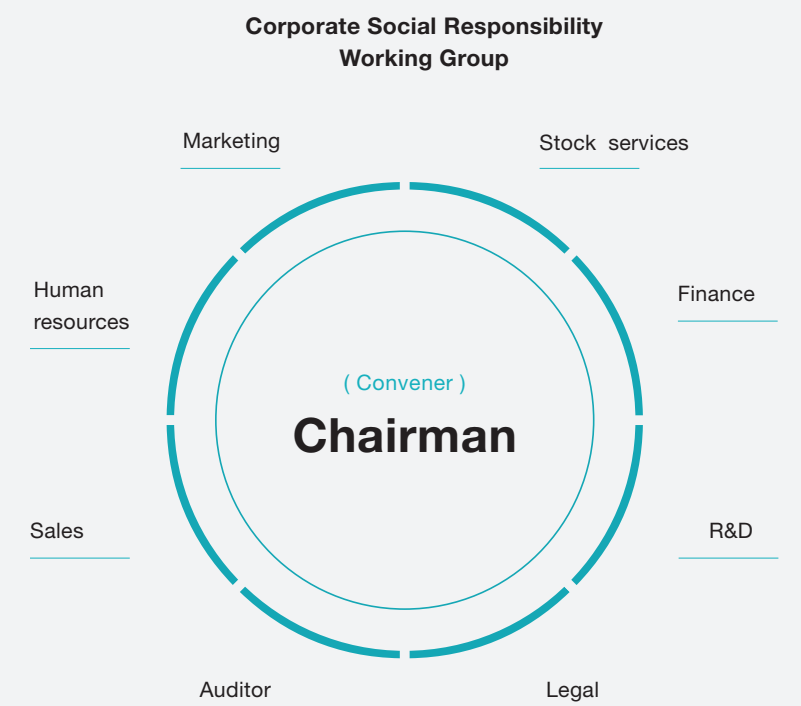 Corporate Social Responsibility
Working Group
Marketing
Stock services
Human
resources
Finance
( Convener )
Chairman
Sales
R&D
Auditor
Legal